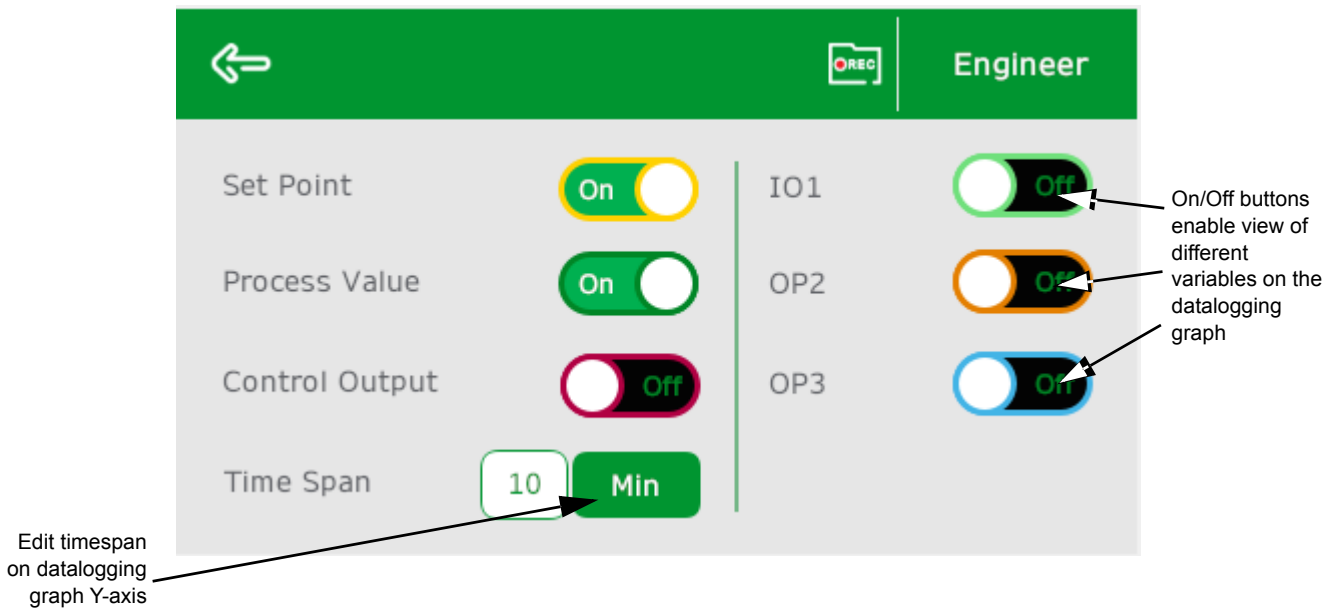 REC
Engineer
Set Point
On
IO1
Off
Process Value
On
OP2
Off
Control Output
Off
OP3
Off
Time Span
10
Min
On/Off buttons
enable view of
different
variables on the
datalogging
graph
Edit timespan
on datalogging
graph Y-axis